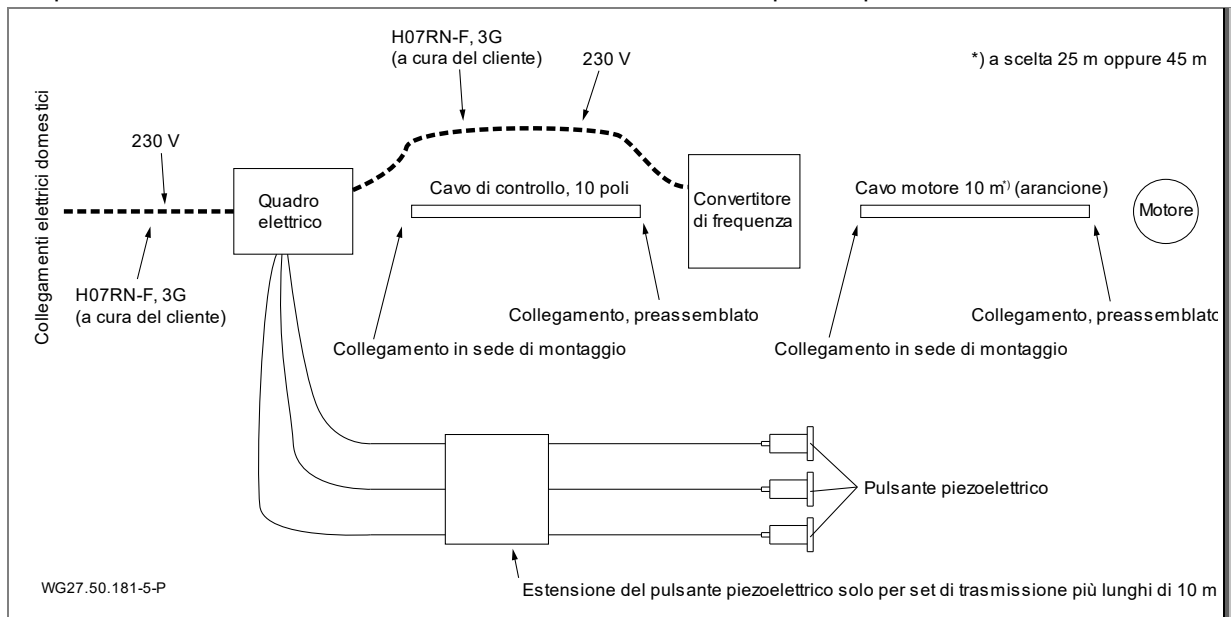 H07RN-F, 3G
(a cura del cliente)
230 V
*) a scelta 25 m oppure 45 m
Collegamenti elettrici domestici
230 V
Quadro
elettrico
Cavo di controllo, 10 poli
Convertitore
di frequenza
Cavo motore 10 m*) (arancione)
Motore
H07RN-F, 3G
(a cura del cliente)
Collegamento, preassemblato
Collegamento in sede di montaggio
Collegamento, preassemblato
Collegamento in sede di montaggio
Pulsante piezoelettrico
WG27.50.181-5-P
Estensione del pulsante piezoelettrico solo per set di trasmissione più lunghi di 10 m